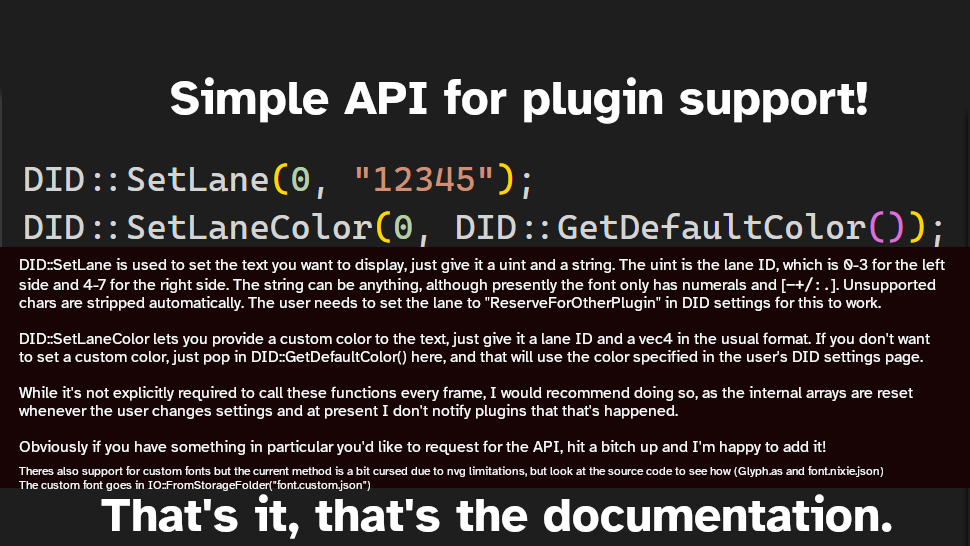 Simple API for plugin support!
DID::SetLane(0, "12345");
DID::SetLaneColor(0, DID::GetDefaultColor());
DID::SetLane is used to set the text you want to display, just give it a uint and a string. The uint is the lane ID, which is 0-3 for the left
side and 4-7 for the right side. The string can be anything, although presently the font only has numerals and [-+/:.]. Unsupported
chars are stripped automatically. The user needs to set the lane to "ReserveForOtherPlugin" in DID settings for this to work.
DID::SetLaneColor lets you provide a custom color to the text, just give it a lane ID and a vec4 in the usual format. If you don't want
to set a custom color, just pop in DID::GetDefaultColor() here, and that will use the color specified in the user's DID settings page.
While it's not explicitly required to call these functions every frame, I would recommend doing so, as the internal arrays are reset
whenever the user changes settings and at present I don't notify plugins that that's happened.
Obviously if you have something in particular you'd like to request for the API, hit a bitch up and I'm happy to add it!
Theres also support for custom fonts but the current method is a bit cursed due to nvg limitations, but look at the source code to see how (Glyph.as and font.nixie.json)
The custom font goes in IO::FromStorageFolder("font.custom.json")
That's it, that's the documentation.